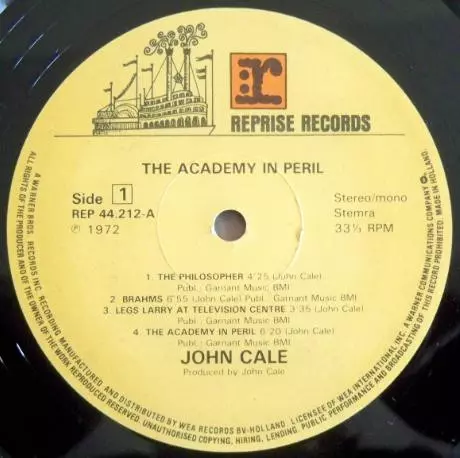 r
REPRISE RECORDS
THE ACADEMY IN PERIL
Side 1
REP 44.212-A
℗ 1972
Stereo/mono
Stemra
33⅓ RPM
1. THE PHILOSOPHER 4'25 (John Cale)
Publ.: Garnant Music BMI
2. BRAHMS 6'55 (John Cale) Publ.: Garnant Music BMI
3. LEGS LARRY AT TELEVISION CENTRE 3'35 (John Cale)
Publ.: Garnant Music BMI
4. THE ACADEMY IN PERIL 6'20 (John Cale)
Publ.: Garnant Music BMI
JOHN CALE
Produced by John Cale
ALL RIGHTS OF THE PRODUCER AND OF THE OWNER OF THE WORK REPRODUCED RESERVED. UNAUTHORISED COPYING, HIRING, LENDING, PUBLIC PERFORMANCE AND BROADCASTING OF THIS RECORD PROHIBITED. MADE IN HOLLAND.
A WARNER BROS. RECORDS INC. RECORDING, MANUFACTURED AND DISTRIBUTED BY WEA RECORDS BV-HOLLAND. LICENSEE OF WEA INTERNATIONAL INC. A WARNER COMMUNICATIONS COMPANY